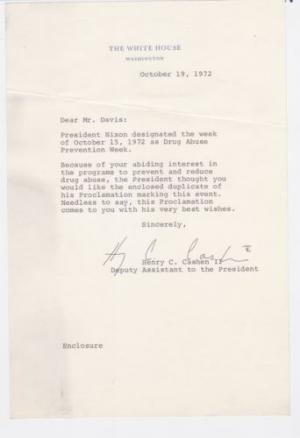 THE WHITE HOUSE
WASHINGTON
October 19, 1972
Dear Mr. Davis:
President Nixon designated the week
of October 15, 1972 as Drug Abuse
Prevention Week.
Because of your abiding interest in
the programs to prevent and reduce
drug abuse, the President thought you
would like the enclosed duplicate of
his Proclamation marking this event.
Needless to say, this Proclamation
comes to you with his very best wishes.
Sincerely,
Henry C. Cashen II
Deputy Assistant to the President
Enclosure